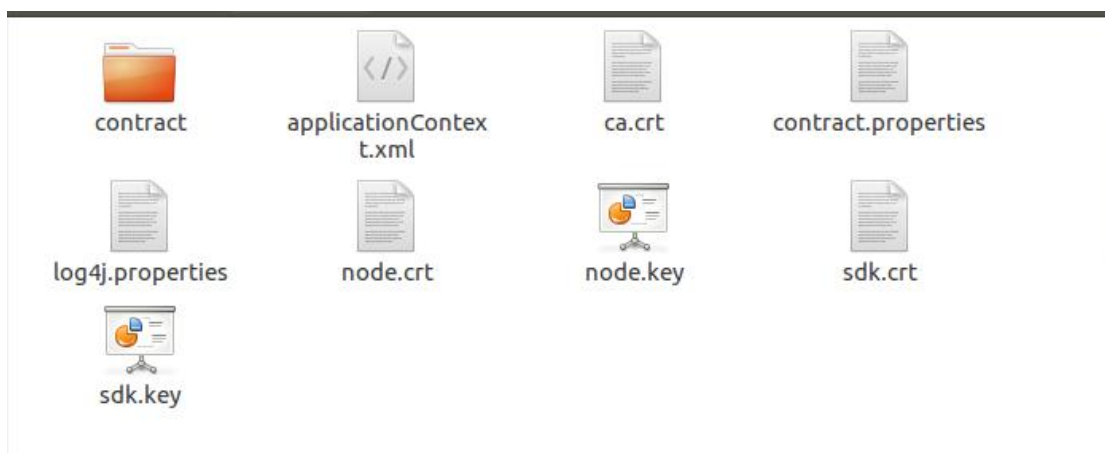 contract
applicationContex
t.xml
ca.crt
contract.properties
log4j.properties
node.crt
node.key
sdk.crt
sdk.key